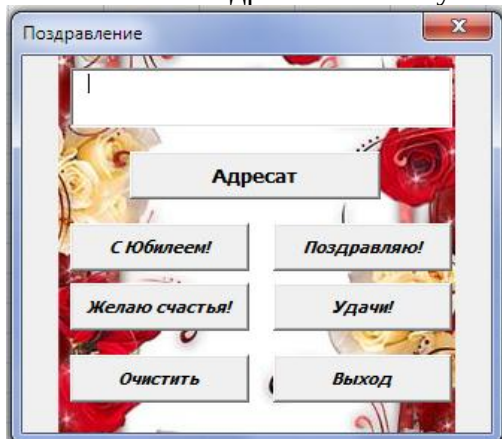 Поздравление
Адресат
С Юбилеем! Поздравляю!
Желаю счастья! Удачи!
Очистить Выход